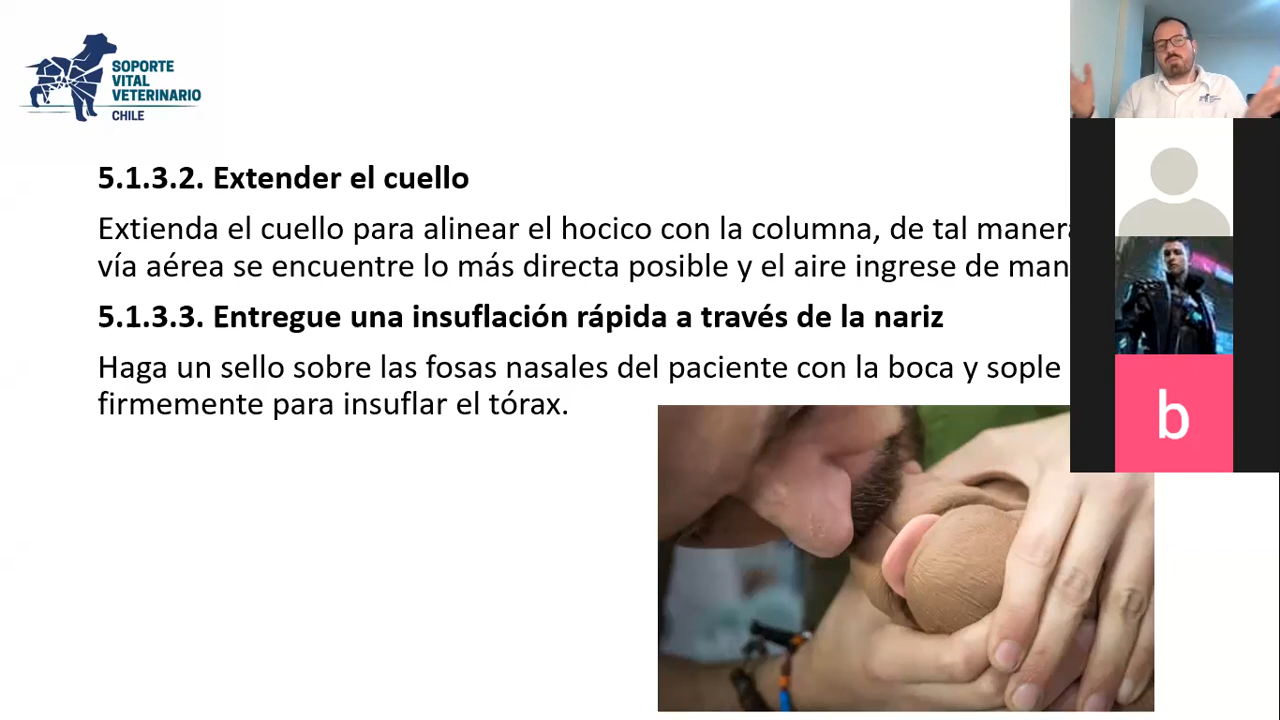 SOPORTE
VITAL
VETERINARIO
CHILE
5.1.3.2. Extender el cuello
Extienda el cuello para alinear el hocico con la columna, de tal manera
vía aérea se encuentre lo más directa posible y el aire ingrese de man
5.1.3.3. Entregue una insuflación rápida a través de la nariz
Haga un sello sobre las fosas nasales del paciente con la boca y sople
firmemente para insuflar el tórax.
b